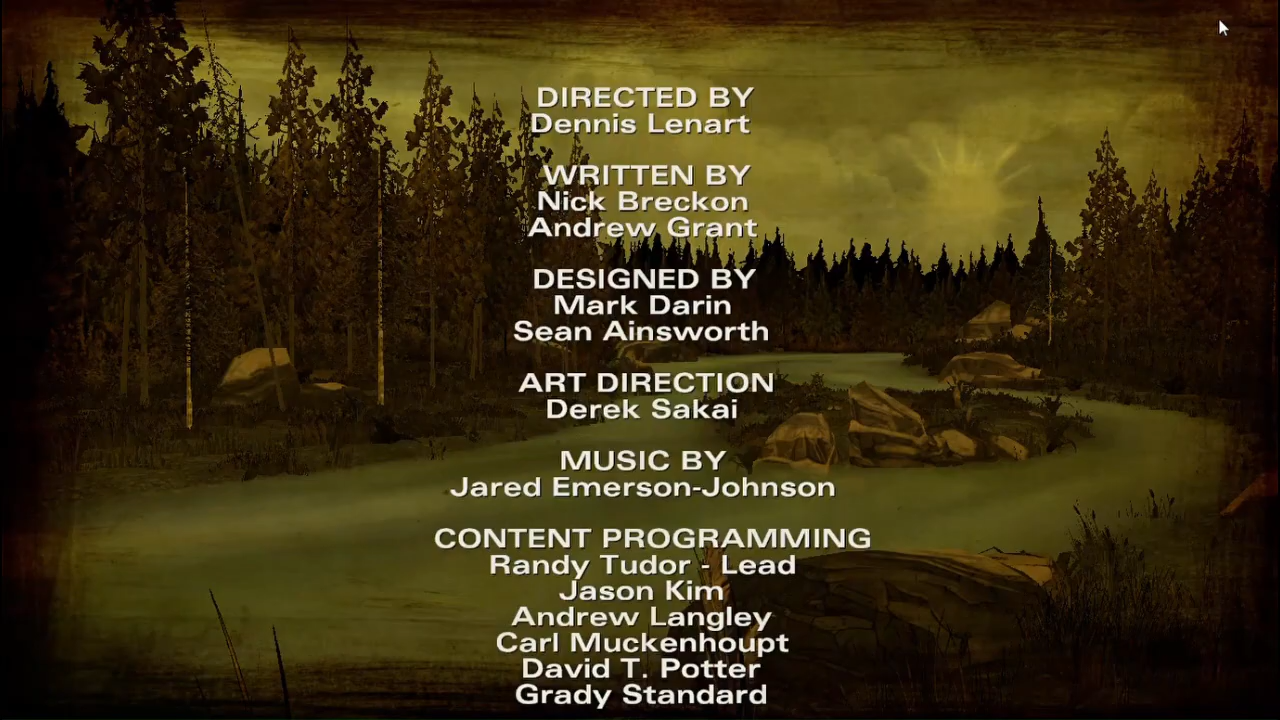 DIRECTED BY
Dennis Lenart
WRITTEN BY
Nick Breckon
Andrew Grant
DESIGNED BY
Mark Darin
Sean Ainsworth
ART DIRECTION
Derek Sakai
MUSIC BY
Jared Emerson-Johnson
CONTENT PROGRAMMING
Randy Tudor - Lead
Jason Kim
Andrew Langley
Carl Muckenhoupt
David T. Potter
Grady Standard